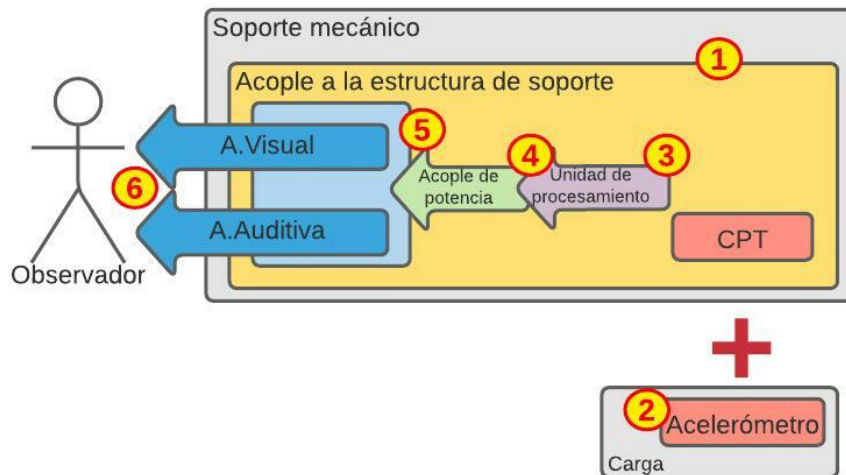 Soporte mecánico
1
Acople a la estructura de soporte
A.Visual
5
4
3
Acople de
potencia
Unidad de
procesamiento
6
A.Auditiva
CPT
Observador
2
Acelerómetro
Carga